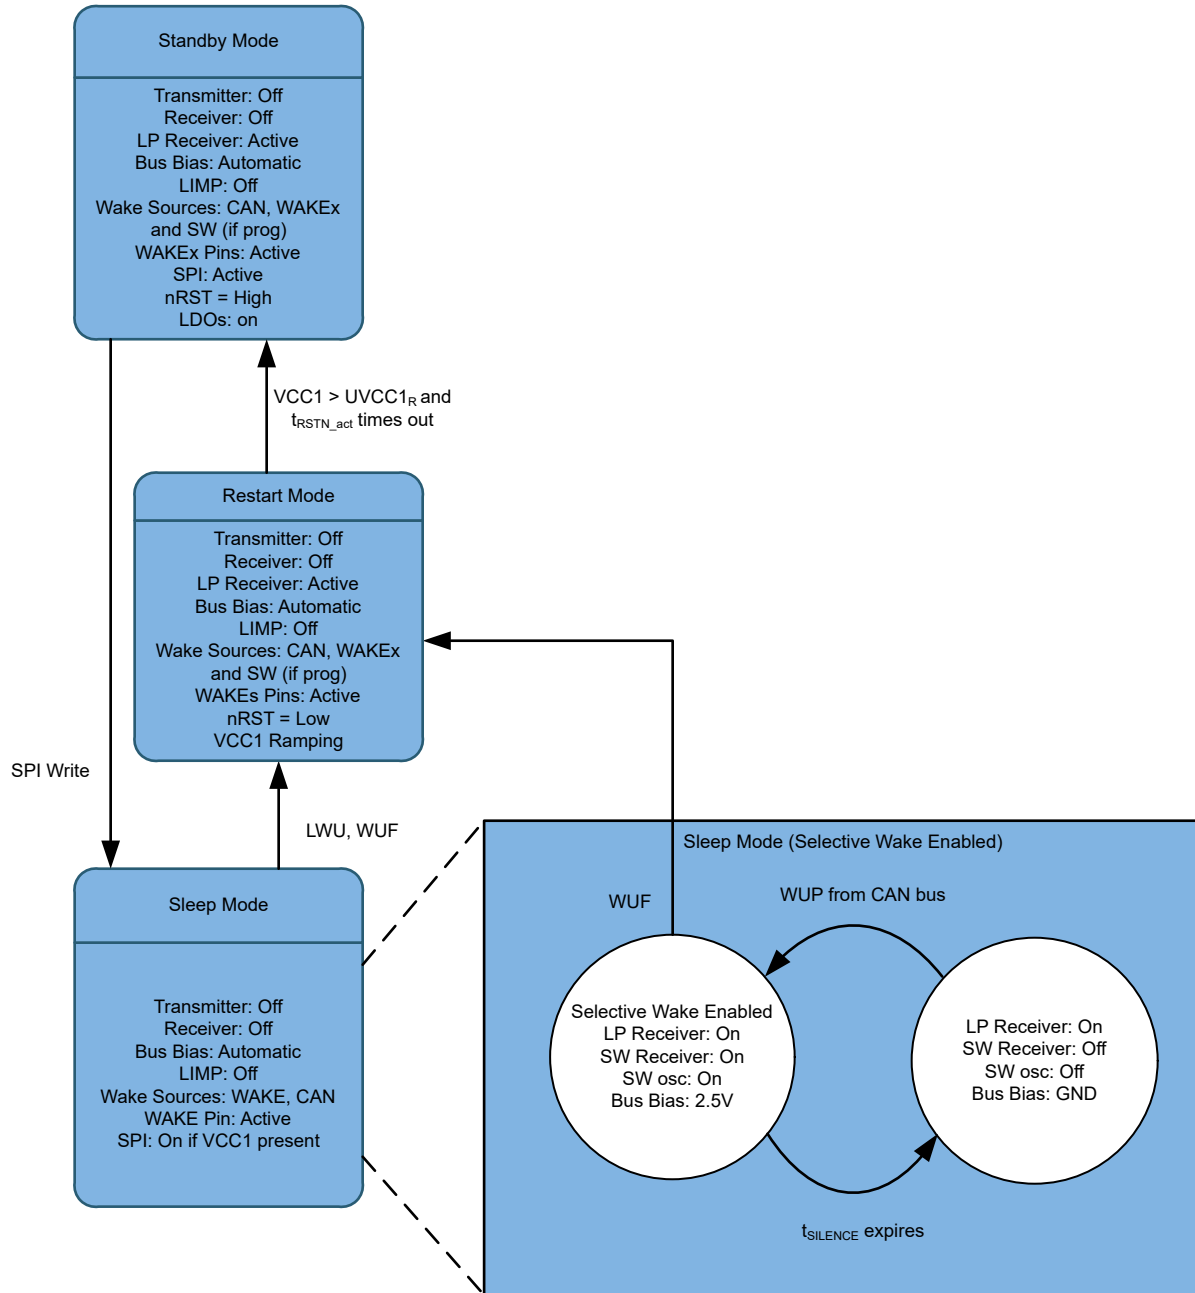 Standby Mode
Transmitter: Off
Receiver: Off
LP Receiver: Active
Bus Bias: Automatic
LIMP: Off
Wake Sources: CAN, WAKEx
and SW (if prog)
WAKEx Pins: Active
SPI: Active
nRST = High
LDOs: on
VCC1 > UVCC1R and
tRSTN_act times out
Restart Mode
Transmitter: Off
Receiver: Off
LP Receiver: Active
Bus Bias: Automatic
LIMP: Off
Wake Sources: CAN, WAKEx
and SW (if prog)
WAKEs Pins: Active
nRST = Low
VCC1 Ramping
SPI Write
LWU, WUF
Sleep Mode
Transmitter: Off
Receiver: Off
Bus Bias: Automatic
LIMP: Off
Wake Sources: WAKE, CAN
WAKE Pin: Active
SPI: On if VCC1 present
Sleep Mode (Selective Wake Enabled)
WUF
WUP from CAN bus
Selective Wake Enabled
LP Receiver: On
SW Receiver: On
SW osc: On
Bus Bias: 2.5V
LP Receiver: On
SW Receiver: Off
SW osc: Off
Bus Bias: GND
tSILENCE expires